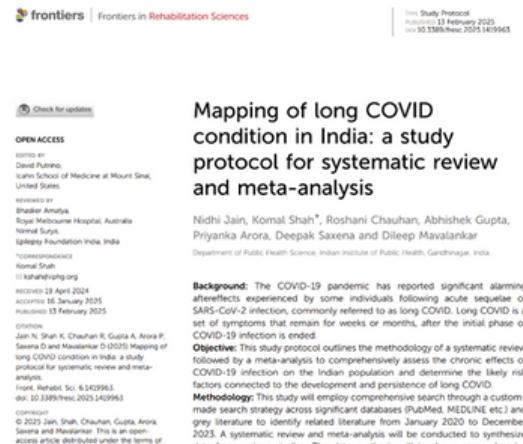 frontiers | Frontiers in Rehabilitation Sciences
TYPE Study Protocol
PUBLISHED 13 February 2025
DOI 10.3389/fresc.2025.1419963
Check for updates
OPEN ACCESS
EDITED BY
David Putrino,
Icahn School of Medicine at Mount Sinai,
United States
REVIEWED BY
Bhasker Amatya,
Royal Melbourne Hospital, Australia
Nirmal Surya,
Epilepsy Foundation India, India
*CORRESPONDENCE
Komal Shah
kshah@iiphg.org
RECEIVED 19 April 2024
ACCEPTED 16 January 2025
PUBLISHED 13 February 2025
CITATION
Jain N, Shah K, Chauhan R, Gupta A, Arora P,
Saxena D and Mavalankar D (2025) Mapping of
long COVID condition in India: a study
protocol for systematic review and meta-
analysis.
Front. Rehabil. Sci. 6:1419963.
doi: 10.3389/fresc.2025.1419963
COPYRIGHT
© 2025 Jain, Shah, Chauhan, Gupta, Arora,
Saxena and Mavalankar. This is an open-
access article distributed under the terms of
Mapping of long COVID
condition in India: a study
protocol for systematic review
and meta-analysis
Nidhi Jain, Komal Shah*, Roshani Chauhan, Abhishek Gupta,
Priyanka Arora, Deepak Saxena and Dileep Mavalankar
Department of Public Health Science, Indian Institute of Public Health, Gandhinagar, India
Background: The COVID-19 pandemic has reported significant alarming
aftereffects experienced by some individuals following acute sequelae o
SARS-CoV-2 infection, commonly referred to as long COVID. Long COVID is a
set of symptoms that remain for weeks or months, after the initial phase o
COVID-19 infection is ended.
Objective: This study protocol outlines the methodology of a systematic review
followed by a meta-analysis to comprehensively assess the chronic effects o
COVID-19 infection on the Indian population and determine the likely risk
factors connected to the development and persistence of long COVID.
Methodology: This study will employ comprehensive search through a custom-
made search strategy across significant databases (PubMed, MEDLINE etc.) and
grey literature to identify related literature from January 2020 to December
2023. A systematic review and meta-analysis will be conducted to synthesize